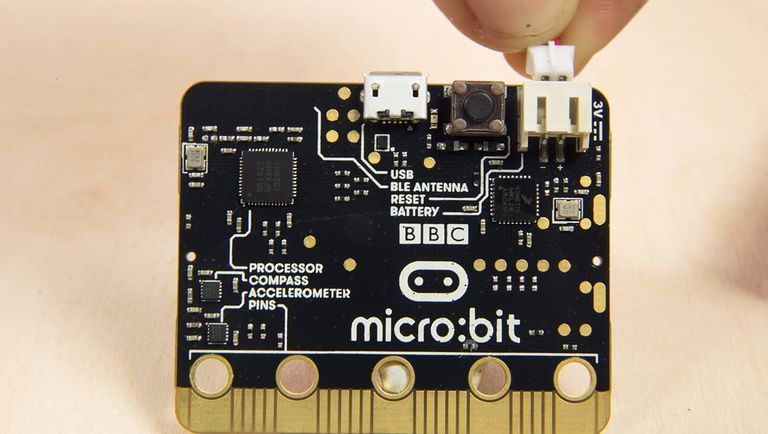 3V
USB
BLE ANTENNA
RESET
BATTERY
BBC
PROCESSOR
COMPASS
ACCELEROMETER
PINS
micro:bit